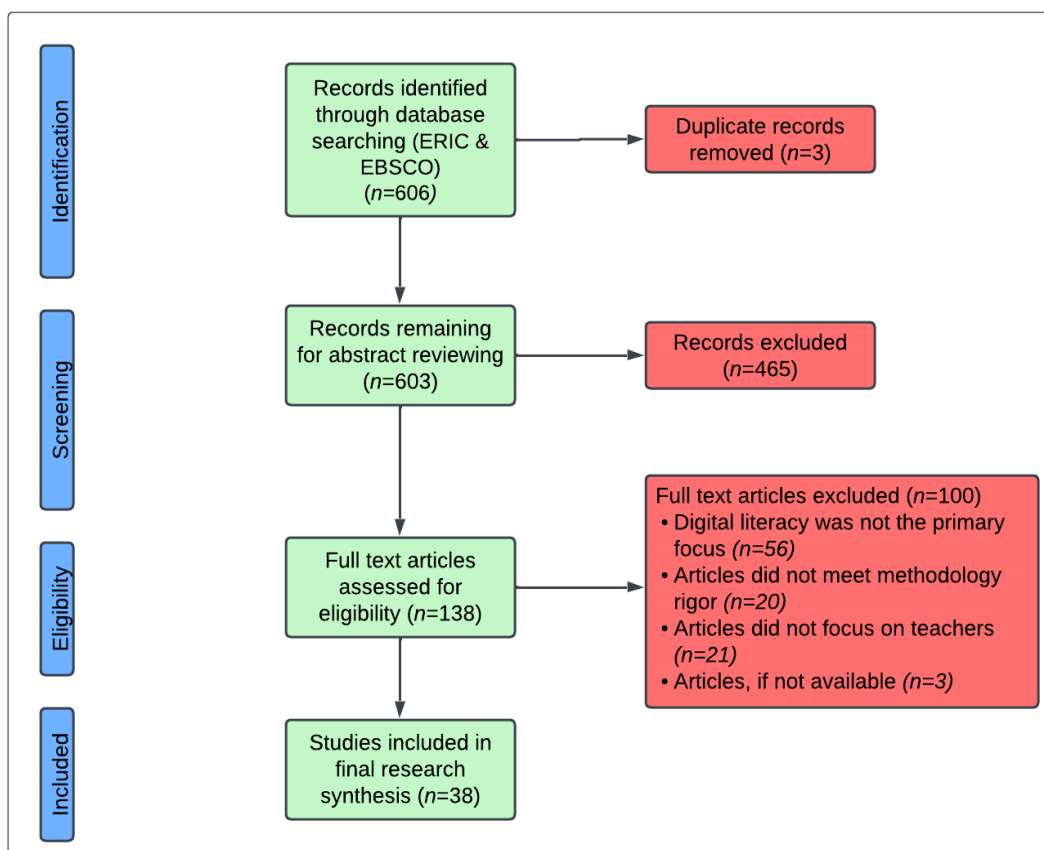 Identification
Records identified
through database
searching (ERIC &
EBSCO)
(n=606)
Duplicate records
removed (n=3)
Screening
Records remaining
for abstract reviewing
(n=603)
Records excluded
(n=465)
Eligibility
Full text articles
assessed for
eligibility (n=138)
Full text articles excluded (n=100)
• Digital literacy was not the primary
focus (n=56)
• Articles did not meet methodology
rigor (n=20)
• Articles did not focus on teachers
(n=21)
• Articles, if not available (n=3)
Included
Studies included in
final research
synthesis (n=38)